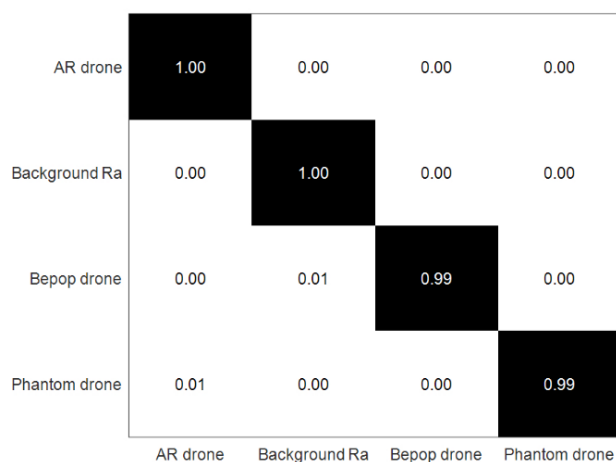 AR drone 1.00 0.00 0.00 0.00
Background Ra 0.00 1.00 0.00 0.00
Bepop drone 0.00 0.01 0.99 0.00
Phantom drone 0.01 0.00 0.00 0.99
AR drone Background Ra Bepop drone Phantom drone